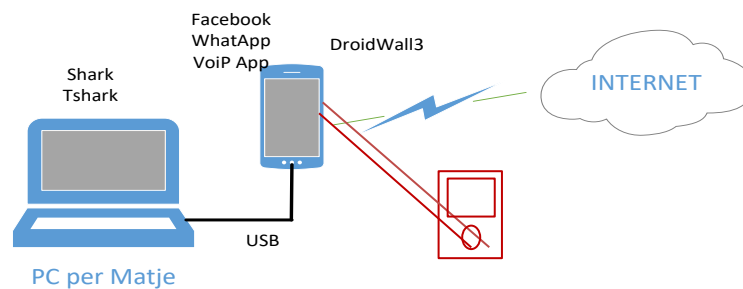 Facebook
WhatApp
VoiP App
DroidWall3
Shark
Tshark
INTERNET
USB
PC per Matje